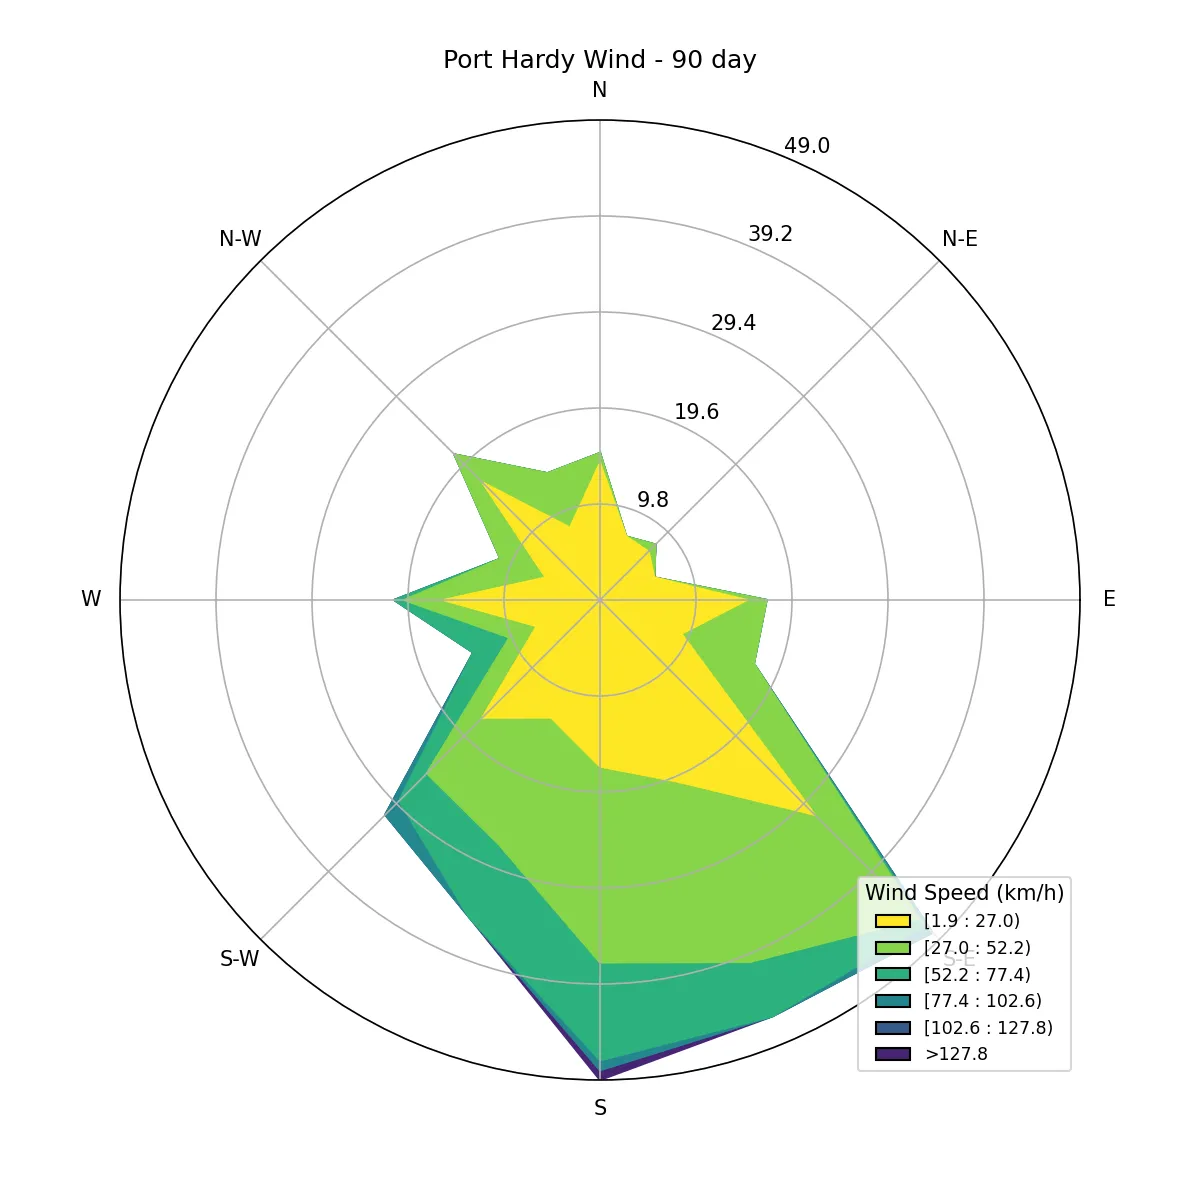 Port Hardy Wind - 90 day
N
49.0
N-W
39.2
N-E
29.4
19.6
9.8
W
E
Wind Speed (km/h)
[1.9 : 27.0)
[27.0 : 52.2)
S-W
S-E
[52.2 : 77.4)
[77.4 : 102.6)
[102.6 : 127.8)
>127.8
S